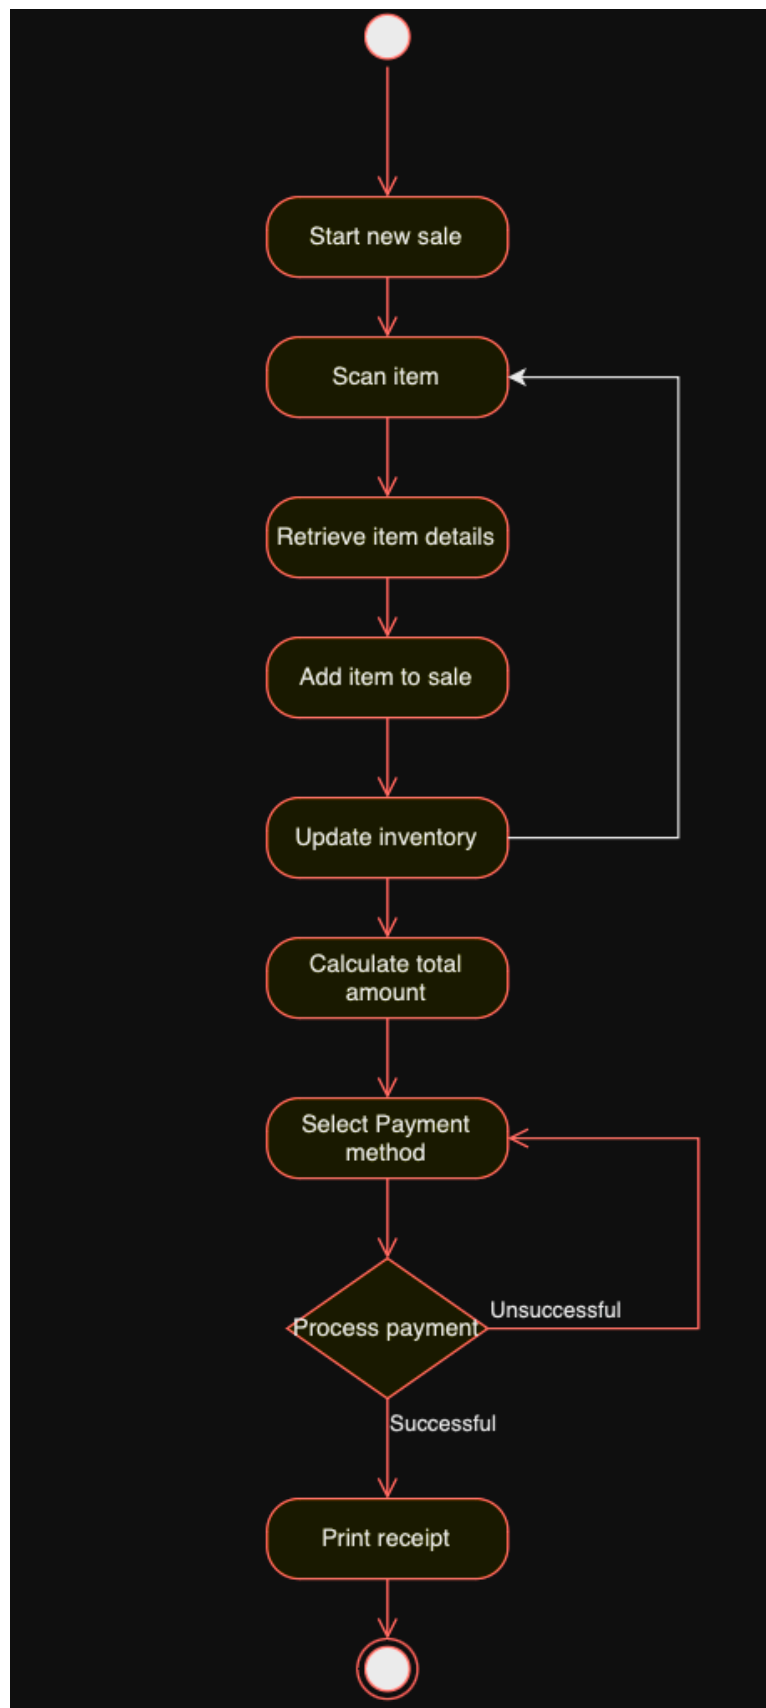 Start new sale
Scan item
Retrieve item details
Add item to sale
Update inventory
Calculate total
amount
Select Payment
method
Process payment
Unsuccessful
Successful
Print receipt